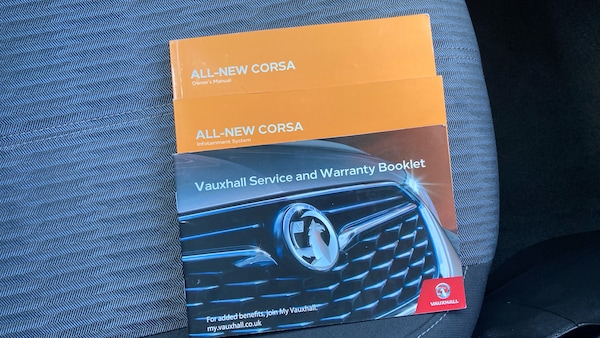 ALL-NEW CORSA
Owner's Manual
ALL-NEW CORSA
Infotainment System
Vauxhall Service and Warranty Booklet
For added benefits, join My Vauxhall.
my.vauxhall.co.uk
VAUXHALL